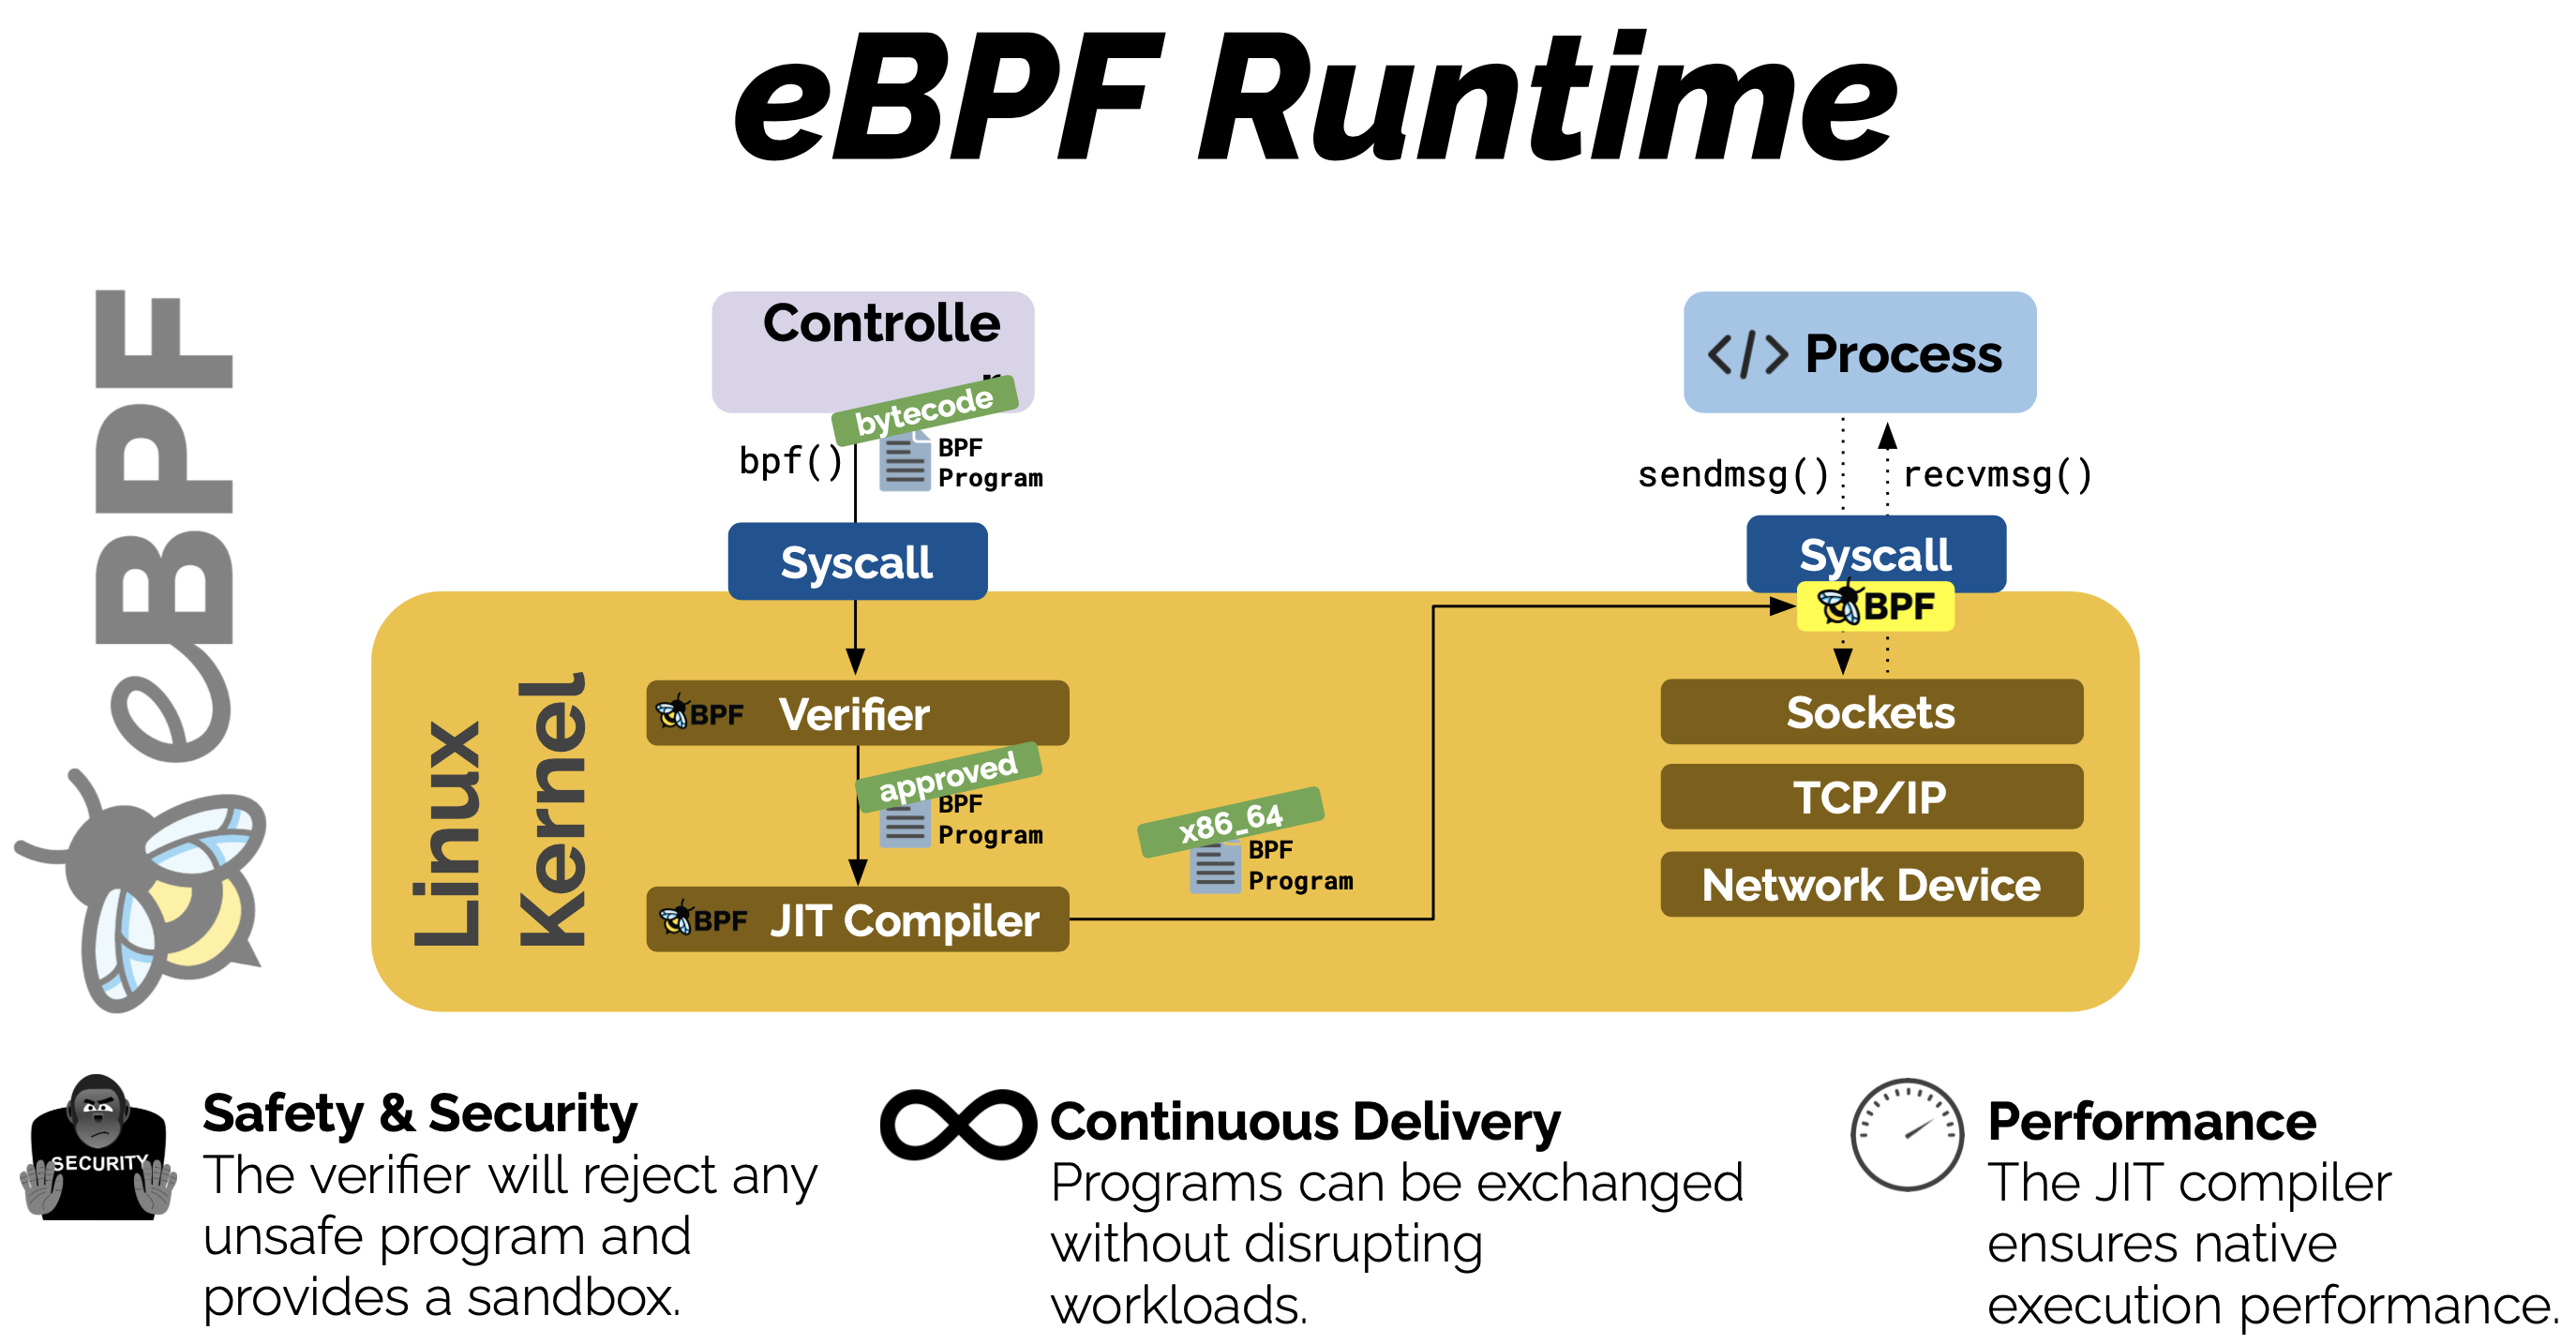 eBPF Runtime
eBPF
Controlle
r
bytecode
bpf()
BPF
Program
Syscall
Process
sendmsg()
recvmsg()
Syscall
BPF
Linux
Kernel
BPF Verifier
approved
BPF
Program
BPF JIT Compiler
x86_64
BPF
Program
Sockets
TCP/IP
Network Device
SECURITY
Safety & Security
The verifier will reject any
unsafe program and
provides a sandbox.
Continuous Delivery
Programs can be exchanged
without disrupting
workloads.
Performance
The JIT compiler
ensures native
execution performance.